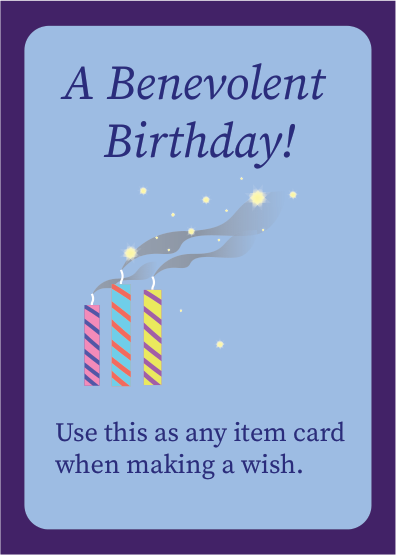 A Benevolent
Birthday!
Use this as any item card
when making a wish.